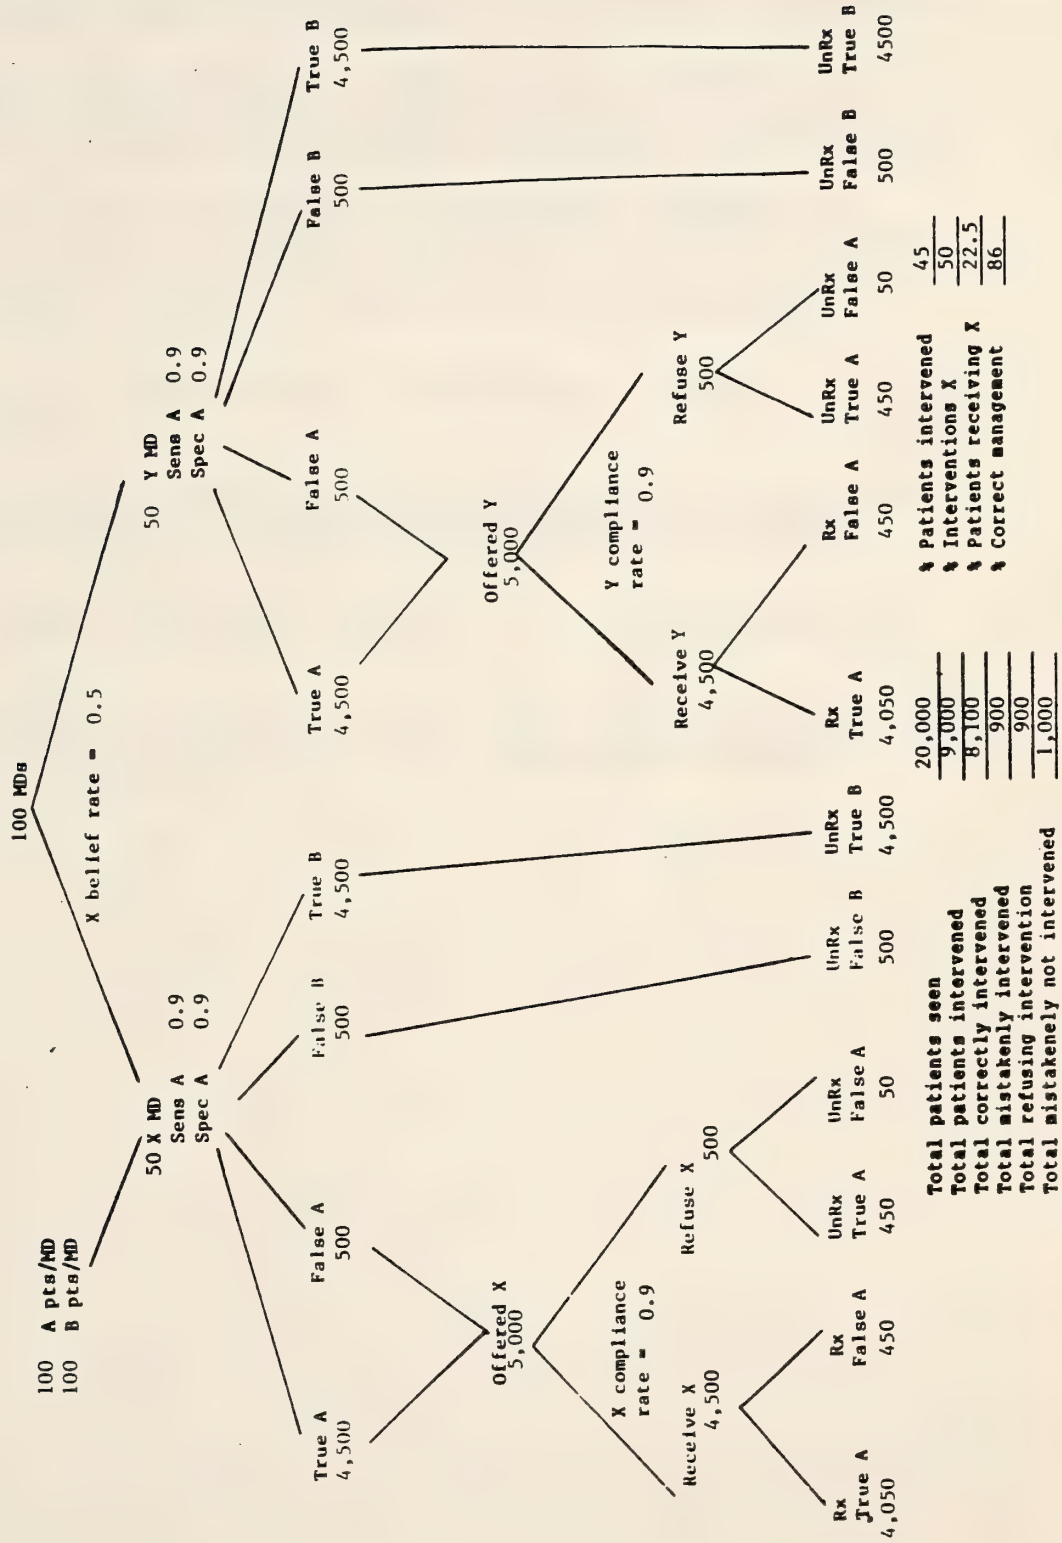 100 MDs
X belief rate = 0.5
100 A pts/MD
100 B pts/MD
50 X MD
Sens A 0.9
Spec A 0.9
50 Y MD
Sens A 0.9
Spec A 0.9
True A
4,500
False A
500
False B
500
True B
4,500
True A
4,500
False A
500
False B
500
True B
4,500
Offered X
5,000
Offered Y
5,000
X compliance
rate = 0.9
Y compliance
rate = 0.9
Receive X
4,500
Refuse X
500
Receive Y
4,500
Refuse Y
500
Rx
True A
4,050
Rx
False A
450
UnRx
True A
450
UnRx
False A
50
UnRx
False B
500
UnRx
True B
4,500
Rx
True A
4,050
Rx
False A
450
UnRx
True A
450
UnRx
False A
50
UnRx
False B
500
UnRx
True B
4500
Total patients seen 20,000
Total patients intervened 9,000
Total correctly intervened 8,100
Total mistakenly intervened 900
Total refusing intervention 900
Total mistakenely not intervened 1,000
% Patients intervened 45
% Interventions X 50
% Patients receiving X 22.5
% Correct management 86